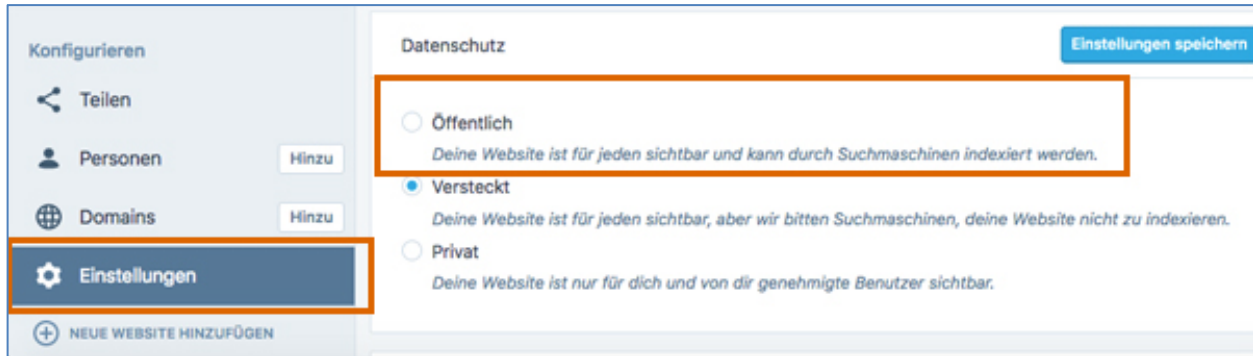 Konfigurieren
Teilen
Personen Hinzu
Domains Hinzu
Einstellungen
NEUE WEBSITE HINZUFÜGEN
Datenschutz Einstellungen speichern
Öffentlich
Deine Website ist für jeden sichtbar und kann durch Suchmaschinen indexiert werden.
Versteckt
Deine Website ist für jeden sichtbar, aber wir bitten Suchmaschinen, deine Website nicht zu indexieren.
Privat
Deine Website ist nur für dich und von dir genehmigte Benutzer sichtbar.